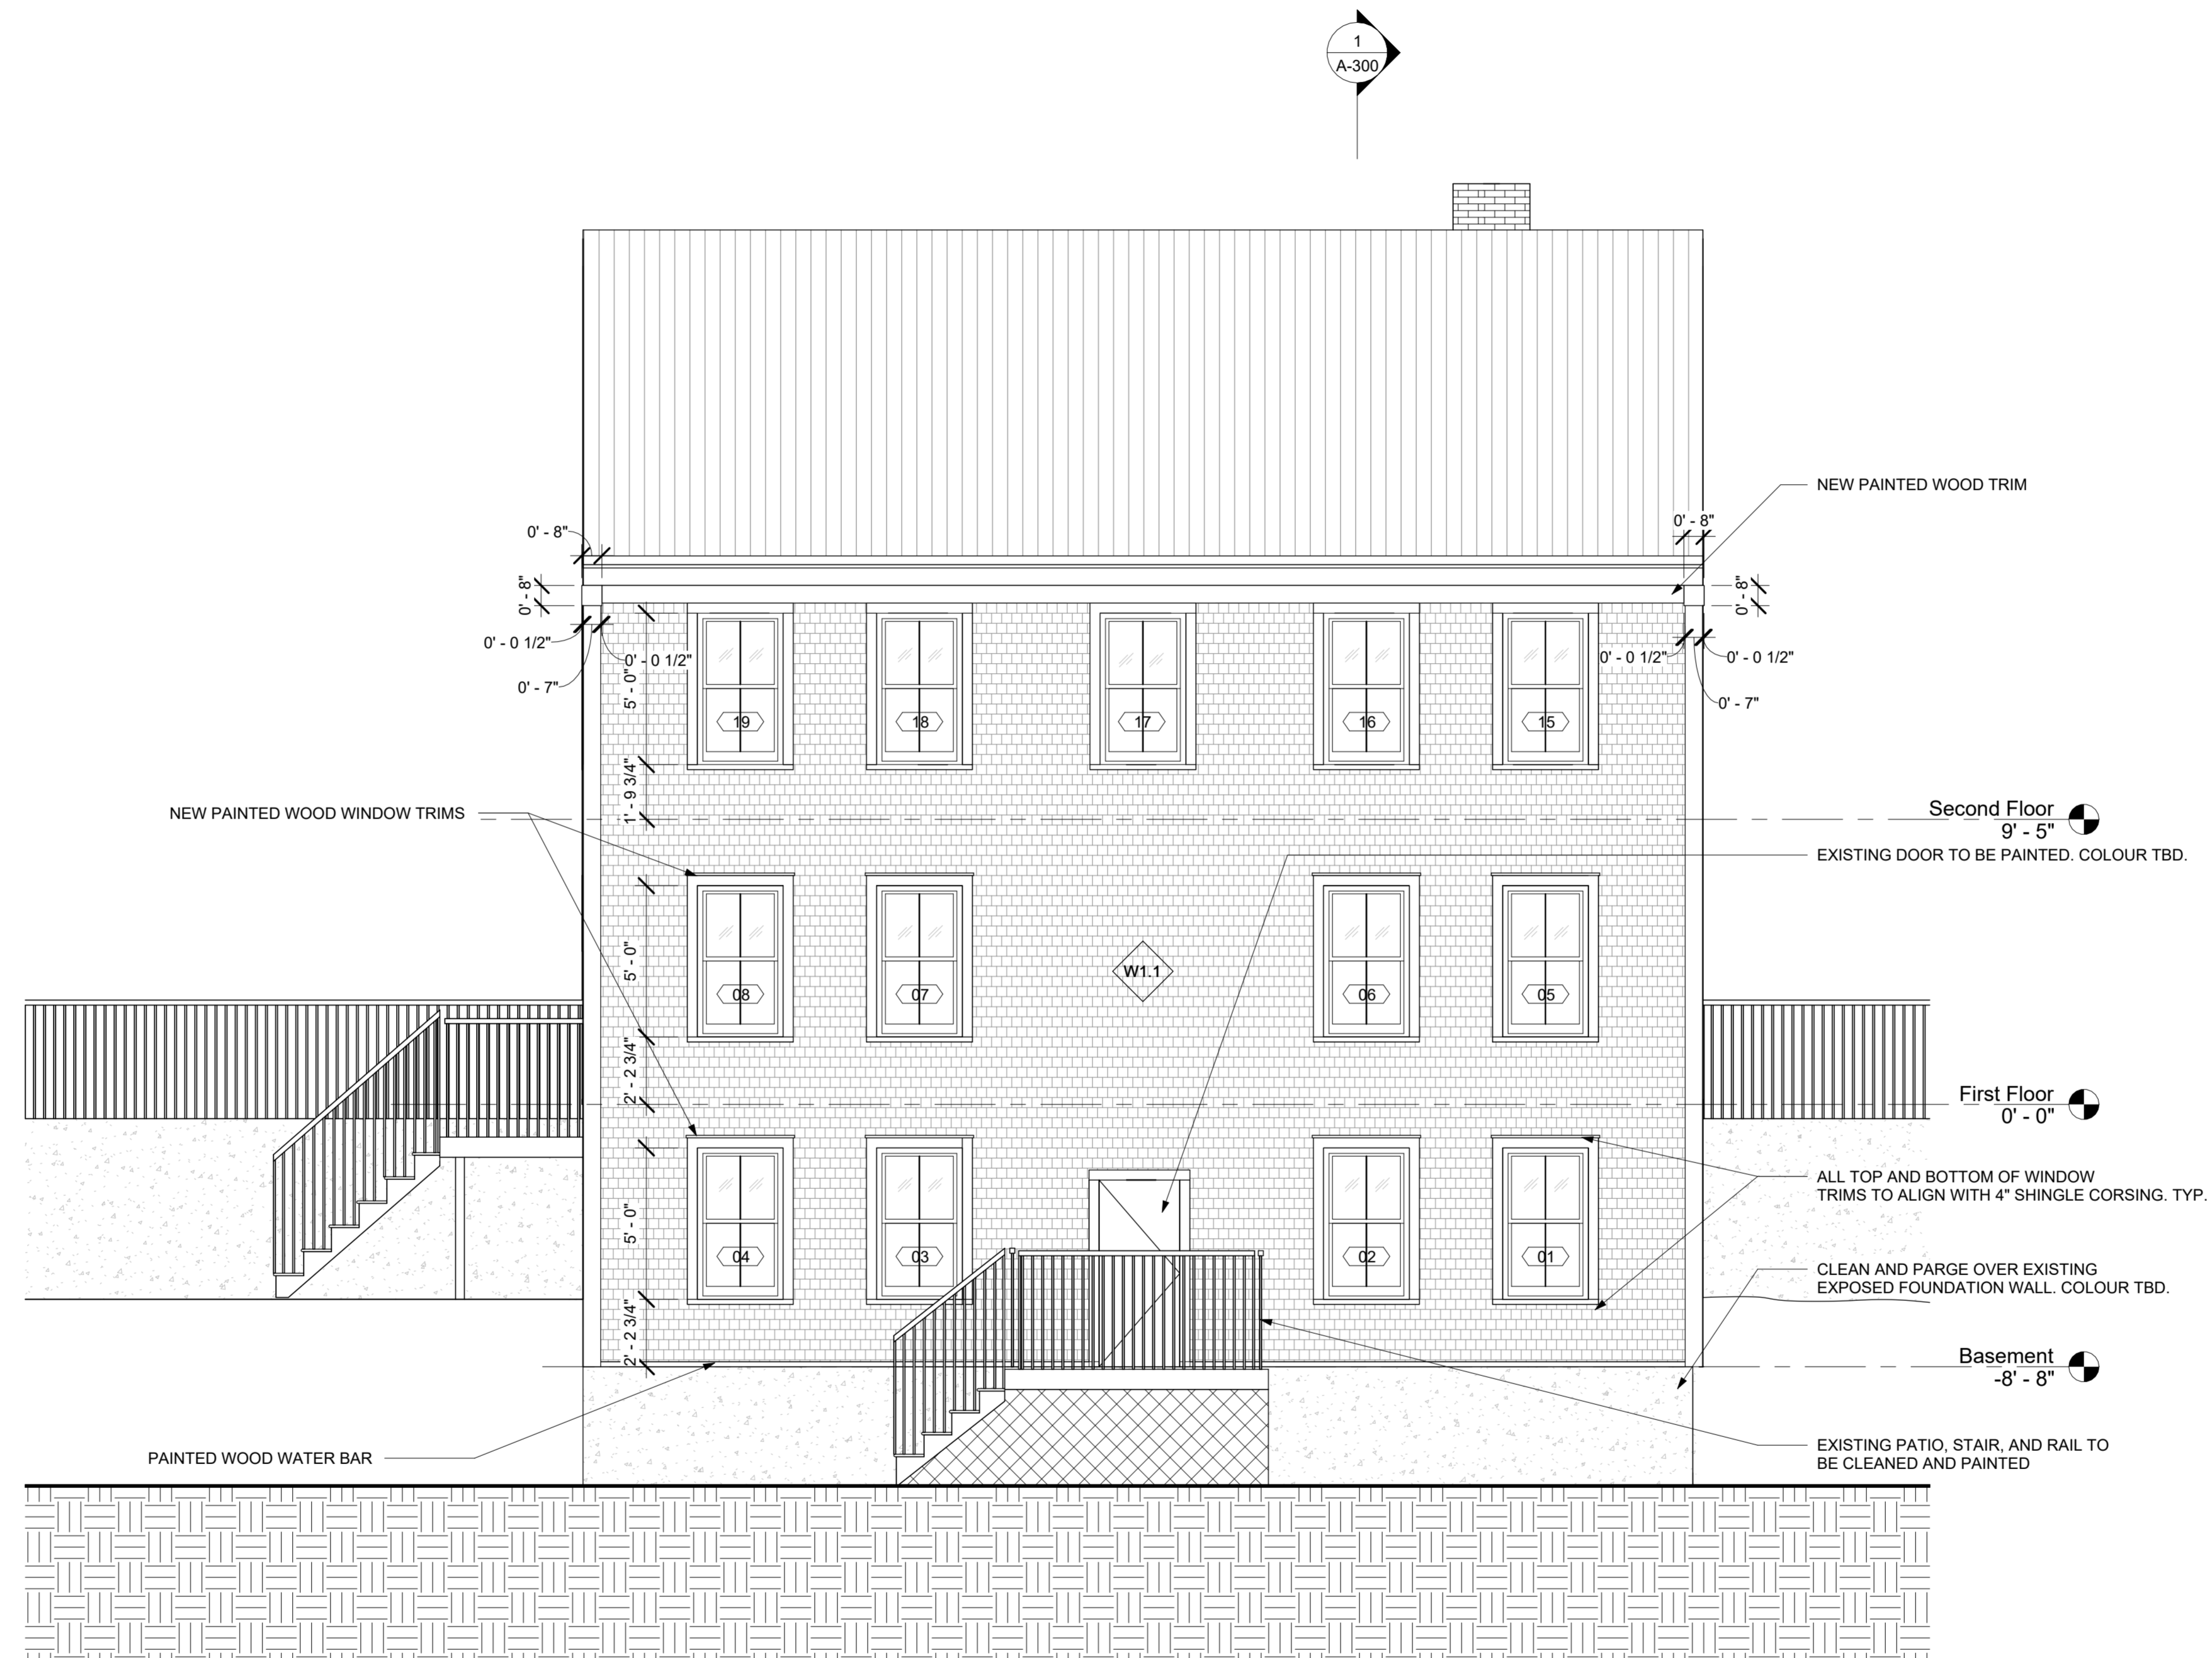 1
A-300
NEW PAINTED WOOD TRIM
0' - 8"
0' - 8"
0' - 8"
0' - 8"
0' - 0 1/2"
0' - 0 1/2"
0' - 7"
0' - 0 1/2"
0' - 0 1/2"
0' - 7"
5' - 0"
19
18
17
16
15
1' - 9 3/4"
NEW PAINTED WOOD WINDOW TRIMS
Second Floor
9' - 5"
EXISTING DOOR TO BE PAINTED. COLOUR TBD.
5' - 0"
W1.1
08
07
06
05
2' - 2 3/4"
First Floor
0' - 0"
ALL TOP AND BOTTOM OF WINDOW
TRIMS TO ALIGN WITH 4" SHINGLE CORSING. TYP.
5' - 0"
04
03
02
01
CLEAN AND PARGE OVER EXISTING
EXPOSED FOUNDATION WALL. COLOUR TBD.
2' - 2 3/4"
Basement
-8' - 8"
PAINTED WOOD WATER BAR
EXISTING PATIO, STAIR, AND RAIL TO
BE CLEANED AND PAINTED